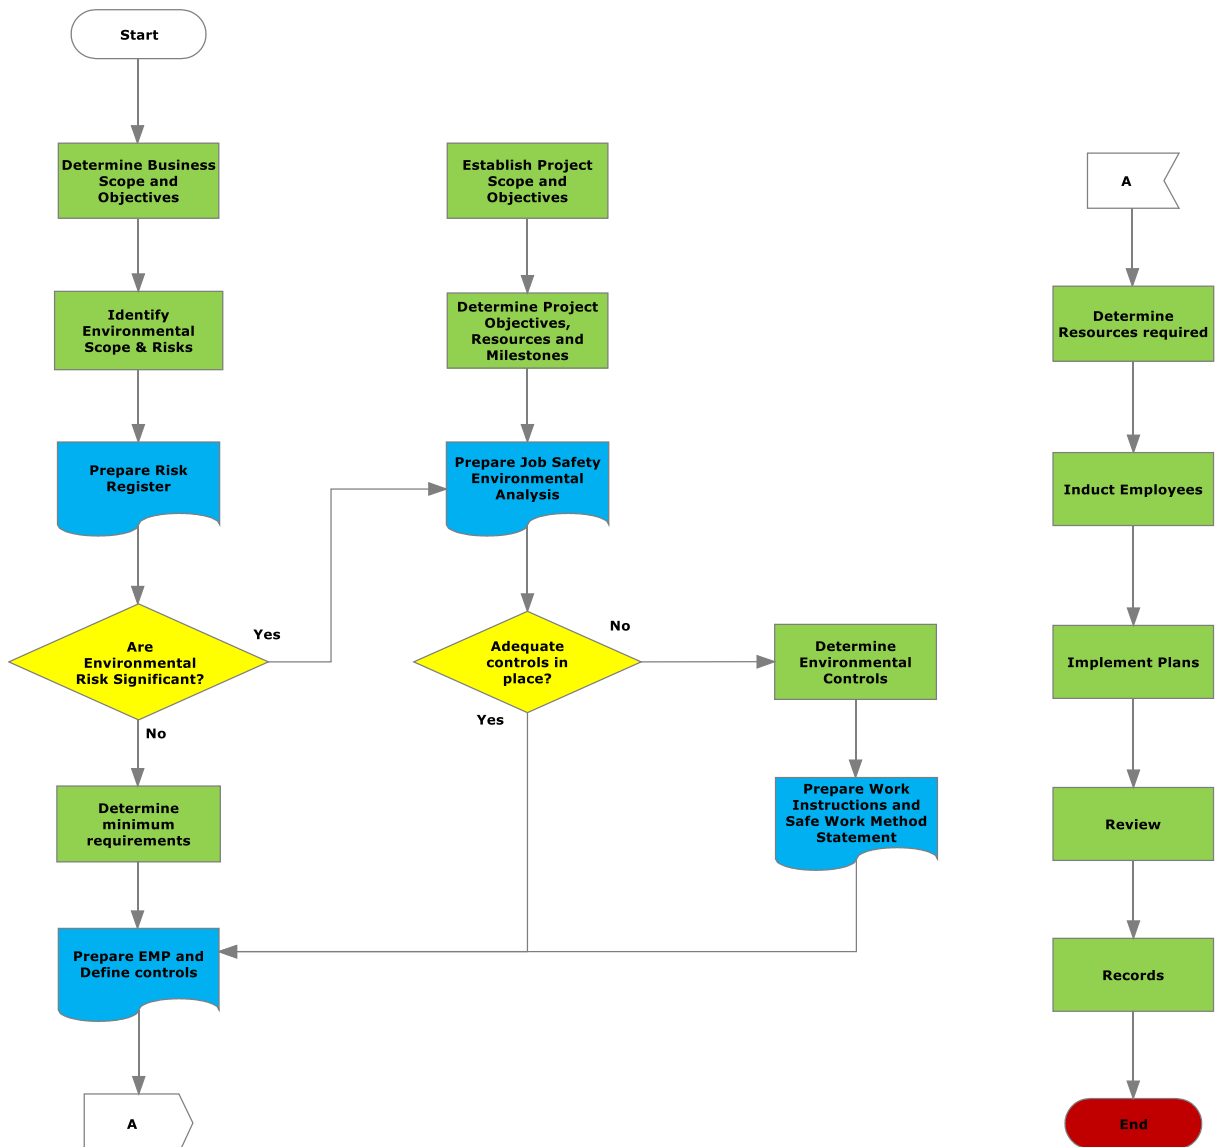 Start
Determine Business
Scope and
Objectives
Identify
Environmental
Scope & Risks
Prepare Risk
Register
Are
Environmental
Risk Significant?
Yes
No
Determine
minimum
requirements
Prepare EMP and
Define controls
A
Establish Project
Scope and
Objectives
Determine Project
Objectives,
Resources and
Milestones
Prepare Job Safety
Environmental
Analysis
Adequate
controls in
place?
No
Yes
Determine
Environmental
Controls
Prepare Work
Instructions and
Safe Work Method
Statement
A
Determine
Resources required
Induct Employees
Implement Plans
Review
Records
End